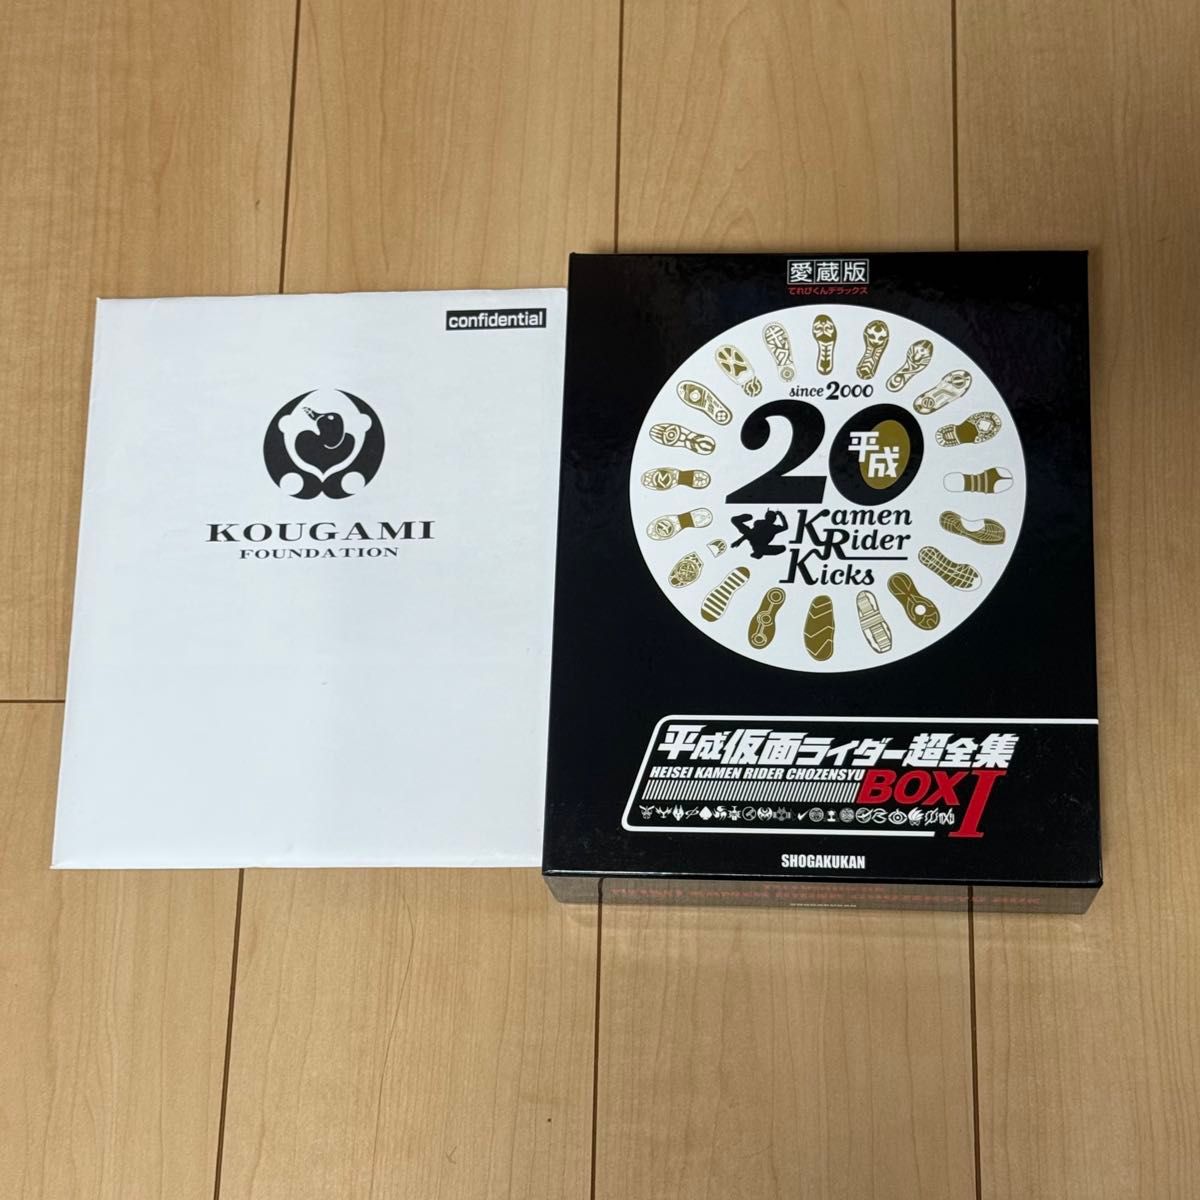 confidential
KOUGAMI
FOUNDATION
愛蔵版
てれびくんデラックス
since 2000
20
平成
Kamen
Rider
Kicks
平成仮面ライダー超全集
HEISEI KAMEN RIDER CHOZENSYU
BOX I
SHOGAKUKAN
SHOGAKUKAN